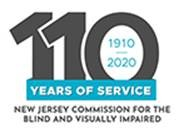 110
1910
2020
YEARS OF SERVICE
NEW JERSEY COMMISSION FOR THE
BLIND AND VISUALLY IMPAIRED